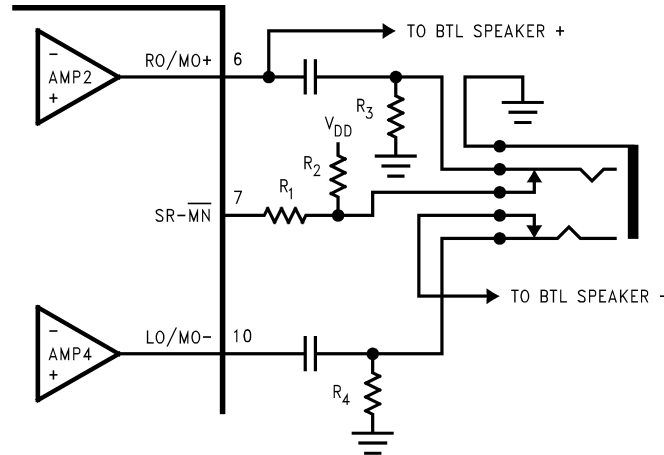 TO BTL SPEAKER +
−
AMP2
+
RO/MO+
6
R3
VDD
R2
R1
7
SR-MN
TO BTL SPEAKER -
LO/MO-
10
−
AMP4
+
R4